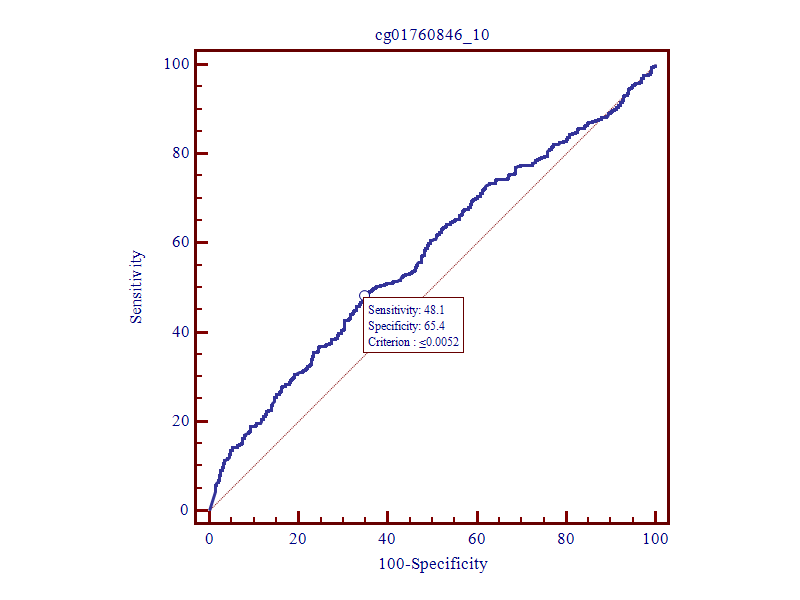 cg01760846_10
100
80
60
40
20
0
Sensitivity
Sensitivity: 48.1
Specificity: 65.4
Criterion : ≤0.0052
0 20 40 60 80 100
100-Specificity